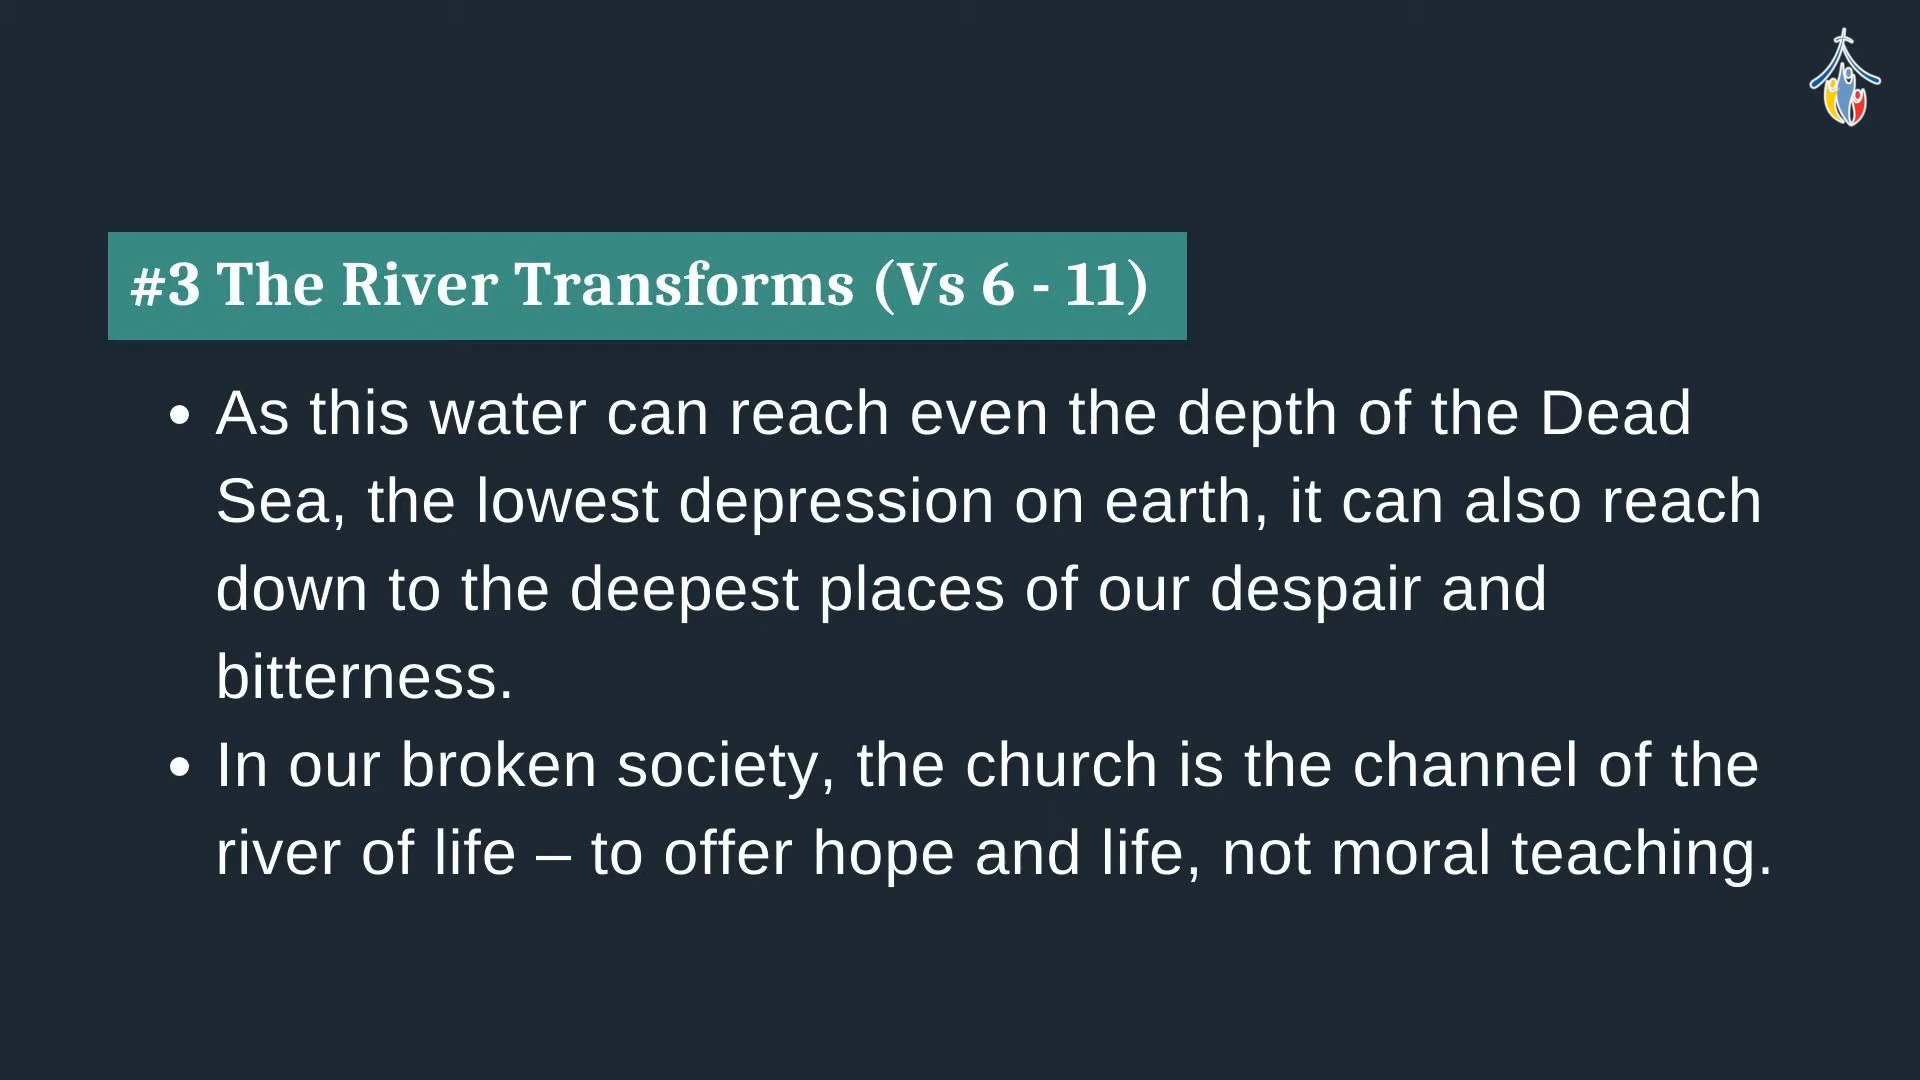 #3 The River Transforms (Vs 6 - 11)
• As this water can reach even the depth of the Dead
Sea, the lowest depression on earth, it can also reach
down to the deepest places of our despair and
bitterness.
• In our broken society, the church is the channel of the
river of life – to offer hope and life, not moral teaching.